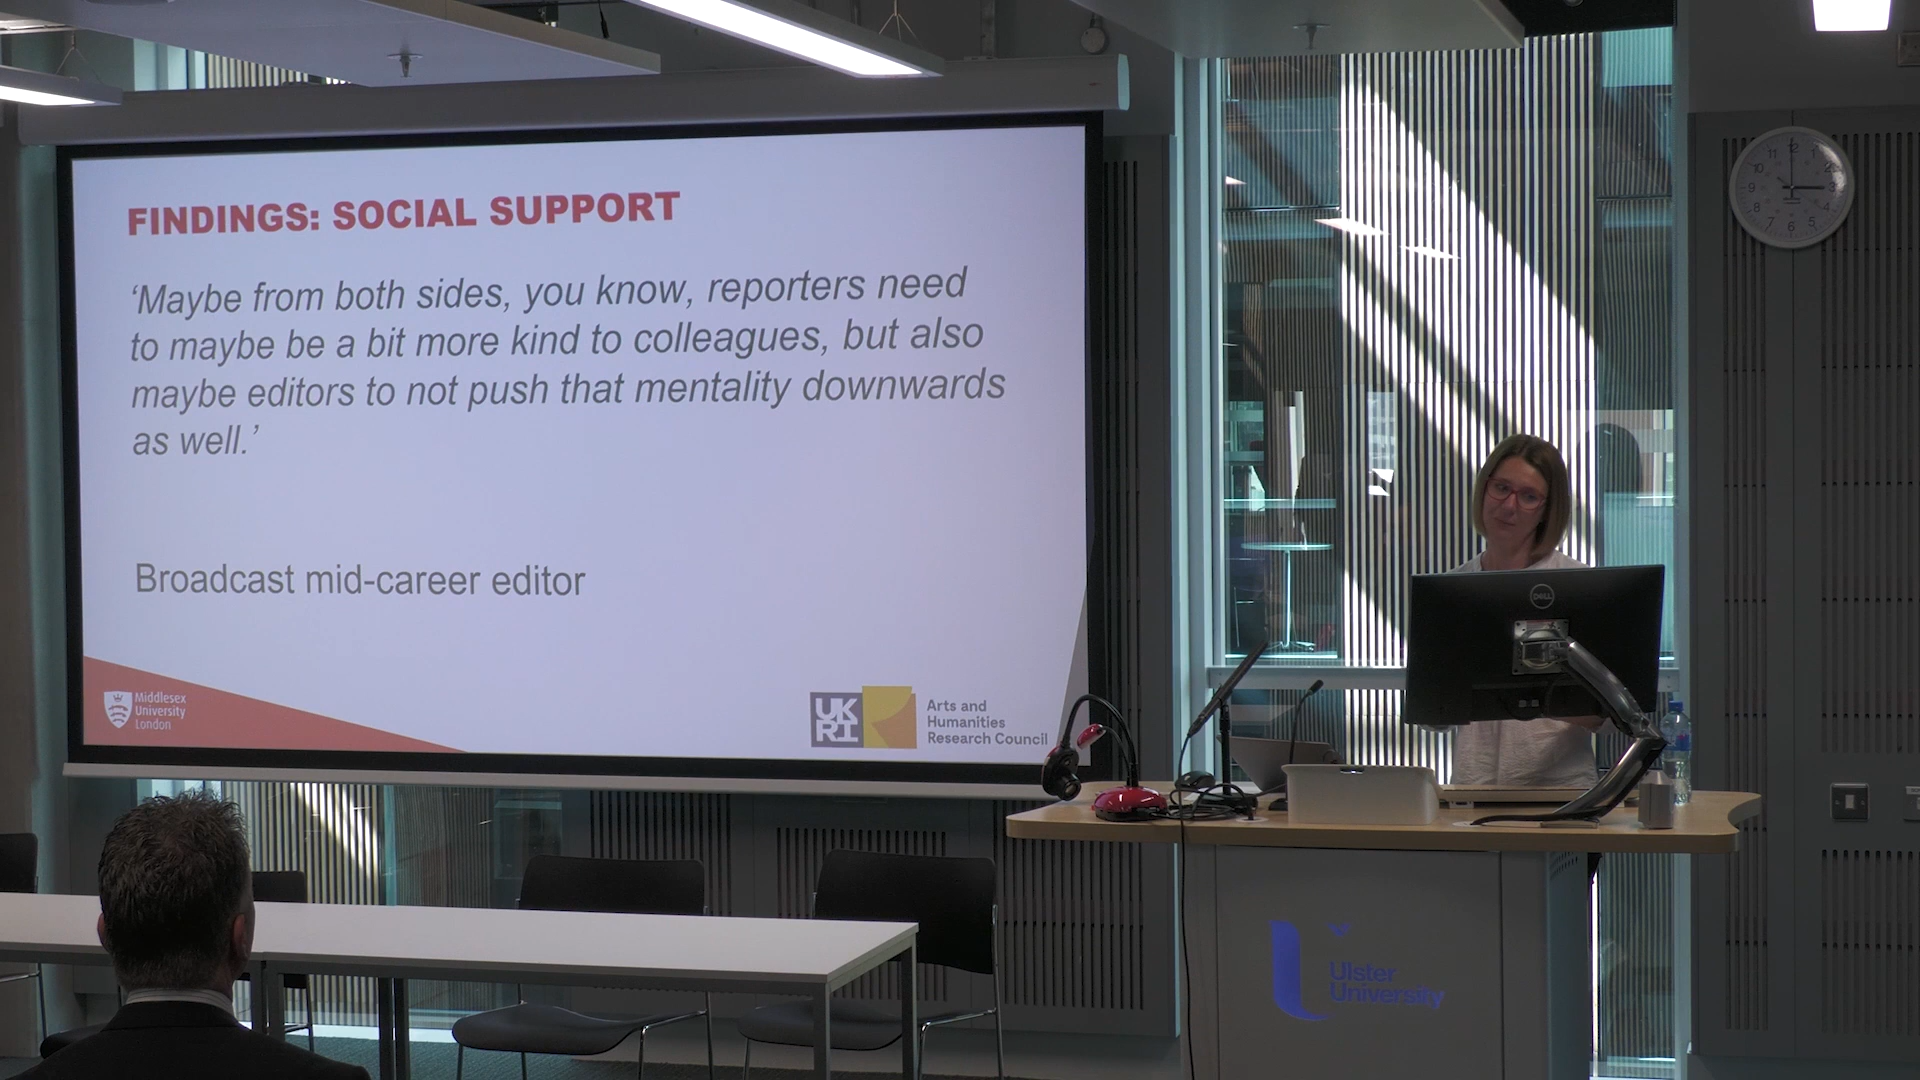 FINDINGS: SOCIAL SUPPORT
‘Maybe from both sides, you know, reporters need
to maybe be a bit more kind to colleagues, but also
maybe editors to not push that mentality downwards
as well.’
Broadcast mid-career editor
Middlesex
University
London
UK
RI
Arts and
Humanities
Research Council
DELL
Ulster
University